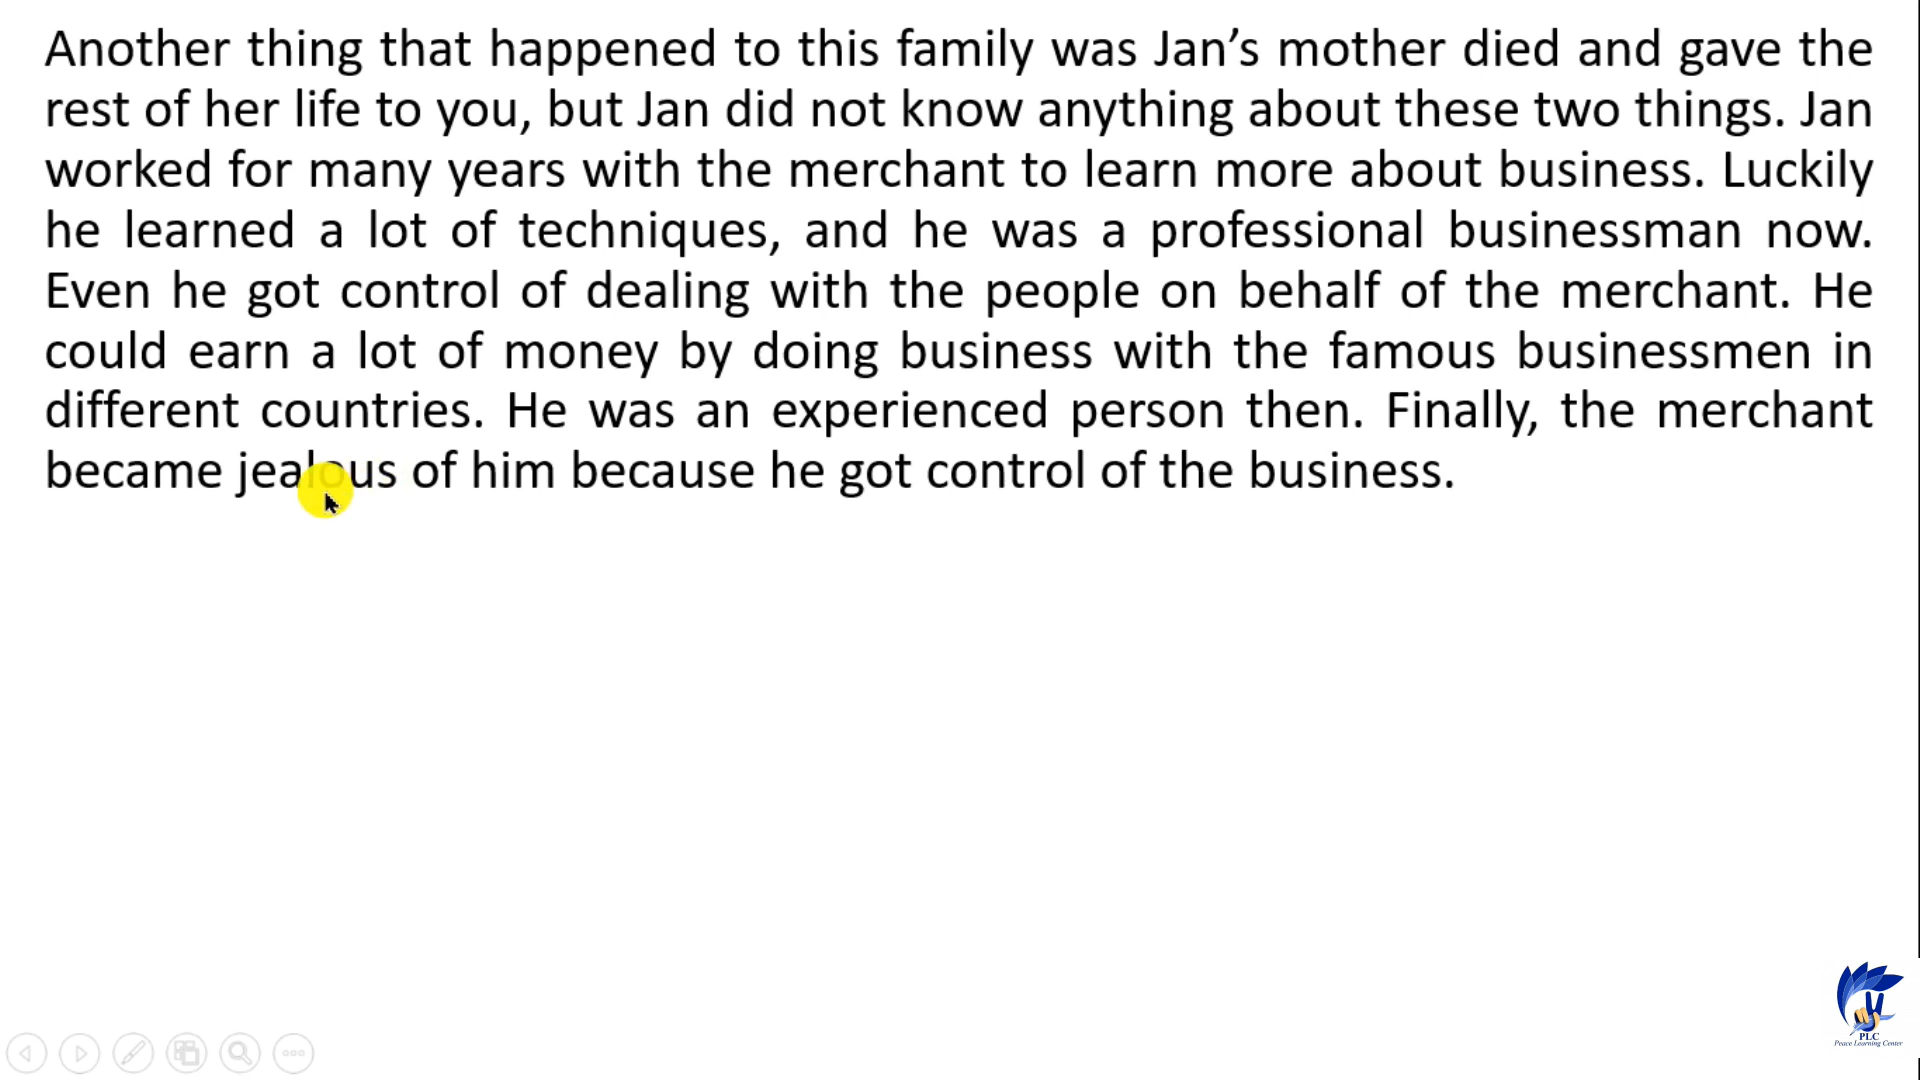 Another thing that happened to this family was Jan’s mother died and gave the
rest of her life to you, but Jan did not know anything about these two things. Jan
worked for many years with the merchant to learn more about business. Luckily
he learned a lot of techniques, and he was a professional businessman now.
Even he got control of dealing with the people on behalf of the merchant. He
could earn a lot of money by doing business with the famous businessmen in
different countries. He was an experienced person then. Finally, the merchant
became jealous of him because he got control of the business.
PLC
Peace Learning Center